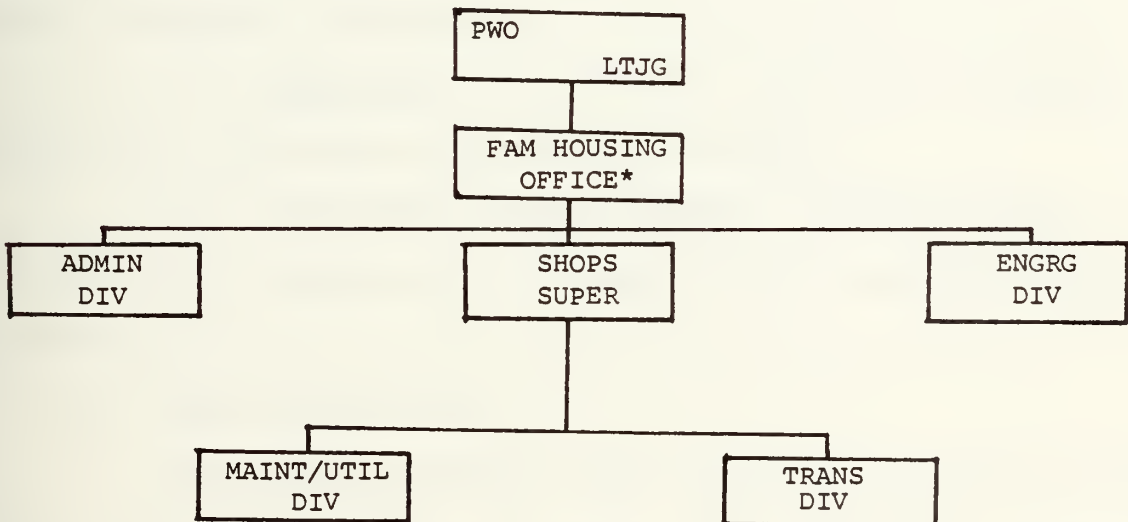 PWO
LTJG
FAM HOUSING
OFFICE*
ADMIN
DIV
SHOPS
SUPER
ENGRG
DIV
MAINT/UTIL
DIV
TRANS
DIV